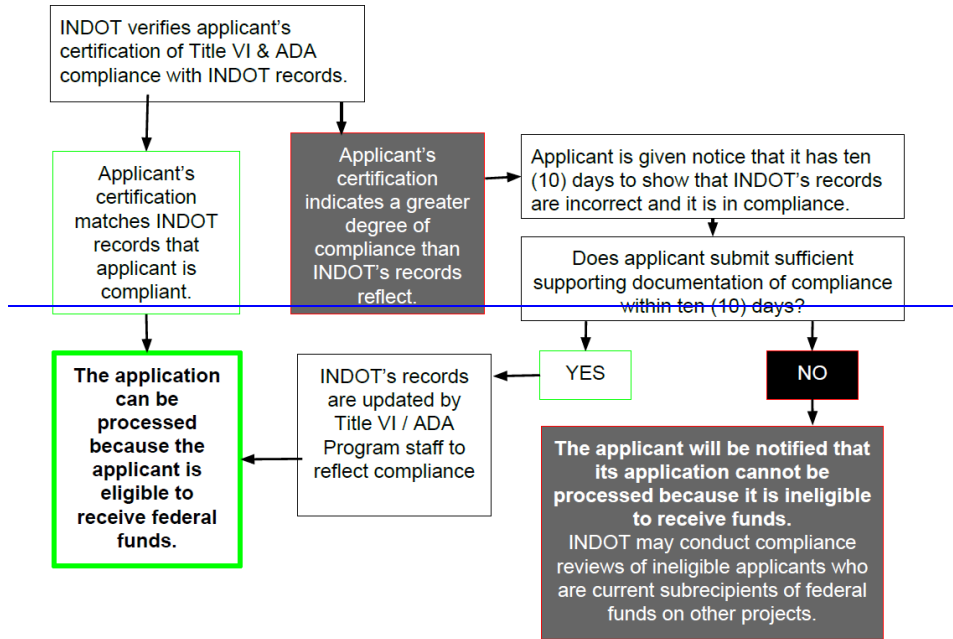 INDOT verifies applicant's
certification of Title VI & ADA
compliance with INDOT records.
Applicant's
certification
matches INDOT
records that
applicant is
compliant.
Applicant's
certification
indicates a greater
degree of
compliance than
INDOT's records
reflect.
Applicant is given notice that it has ten
(10) days to show that INDOT's records
are incorrect and it is in compliance.
Does applicant submit sufficient
supporting documentation of compliance
within ten (10) days?
YES
NO
INDOT's records
are updated by
Title VI / ADA
Program staff to
reflect compliance
The application
can be
processed
because the
applicant is
eligible to
receive federal
funds.
The applicant will be notified that
its application cannot be
processed because it is ineligible
to receive funds.
INDOT may conduct compliance
reviews of ineligible applicants who
are current subrecipients of federal
funds on other projects.